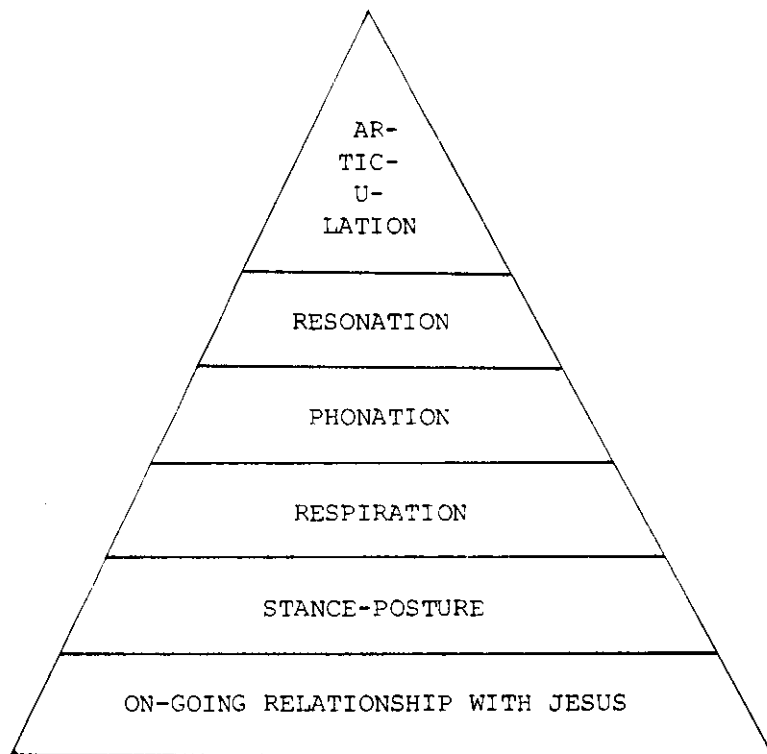 AR-
TIC-
U-
LATION
RESONATION
PHONATION
RESPIRATION
STANCE-POSTURE
ON-GOING RELATIONSHIP WITH JESUS